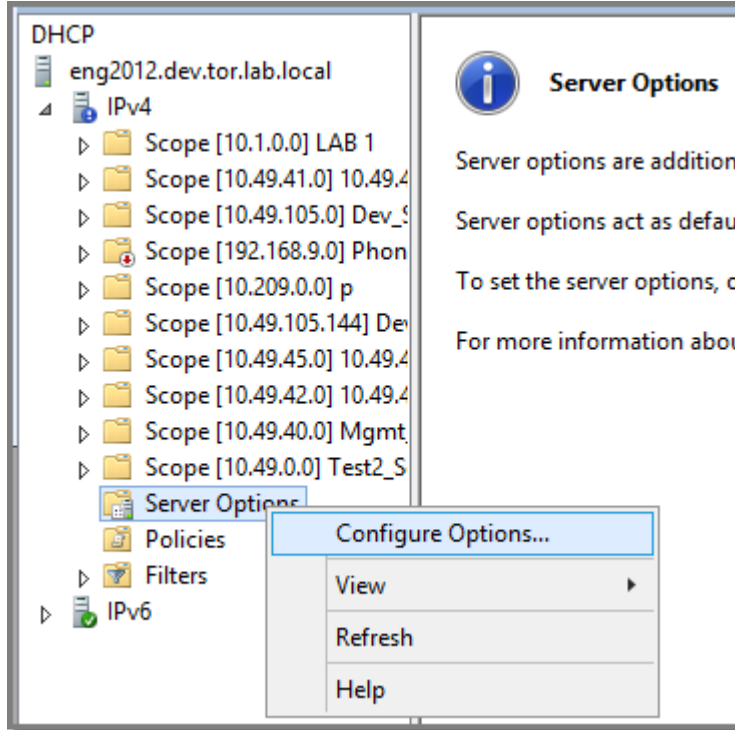 DHCP
eng2012.dev.tor.lab.local
IPv4
Scope [10.1.0.0] LAB 1
Scope [10.49.41.0] 10.49.4
Scope [10.49.105.0] Dev_S
Scope [192.168.9.0] Phon
Scope [10.209.0.0] p
Scope [10.49.105.144] Dev
Scope [10.49.45.0] 10.49.4
Scope [10.49.42.0] 10.49.4
Scope [10.49.40.0] Mgmt_
Scope [10.49.0.0] Test2_S
Server Options
Policies
Filters
IPv6
Configure Options...
View
Refresh
Help
Server Options
Server options are addition
Server options act as defau
To set the server options, c
For more information abou